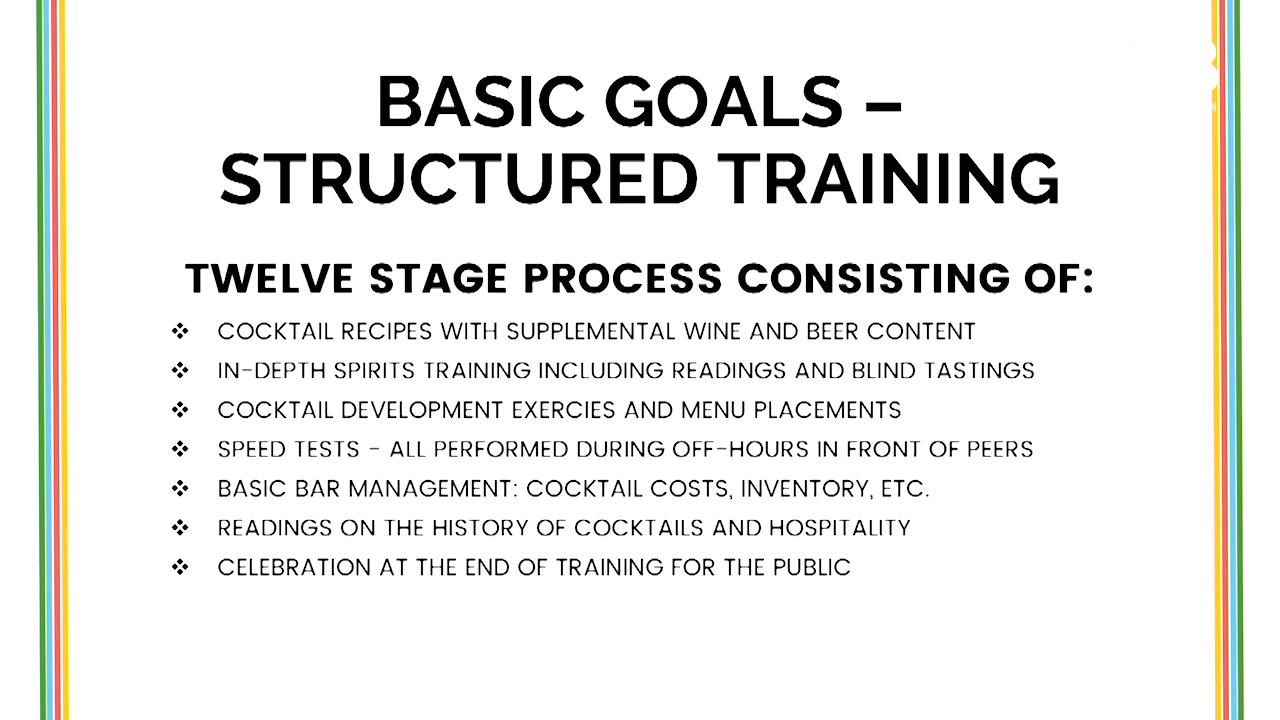 BASIC GOALS –
STRUCTURED TRAINING
TWELVE STAGE PROCESS CONSISTING OF:
❖ COCKTAIL RECIPES WITH SUPPLEMENTAL WINE AND BEER CONTENT
❖ IN-DEPTH SPIRITS TRAINING INCLUDING READINGS AND BLIND TASTINGS
❖ COCKTAIL DEVELOPMENT EXERCIES AND MENU PLACEMENTS
❖ SPEED TESTS - ALL PERFORMED DURING OFF-HOURS IN FRONT OF PEERS
❖ BASIC BAR MANAGEMENT: COCKTAIL COSTS, INVENTORY, ETC.
❖ READINGS ON THE HISTORY OF COCKTAILS AND HOSPITALITY
❖ CELEBRATION AT THE END OF TRAINING FOR THE PUBLIC